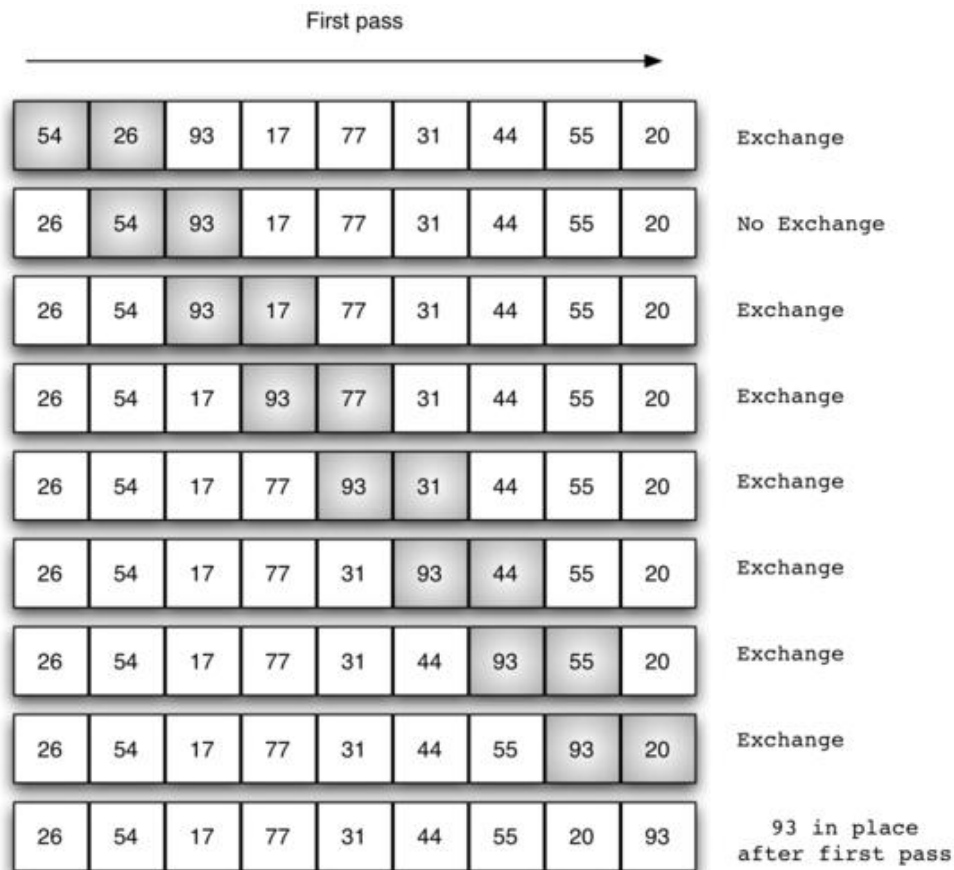 First pass
54 26 93 17 77 31 44 55 20 Exchange
26 54 93 17 77 31 44 55 20 No Exchange
26 54 93 17 77 31 44 55 20 Exchange
26 54 17 93 77 31 44 55 20 Exchange
26 54 17 77 93 31 44 55 20 Exchange
26 54 17 77 31 93 44 55 20 Exchange
26 54 17 77 31 44 93 55 20 Exchange
26 54 17 77 31 44 55 93 20 Exchange
26 54 17 77 31 44 55 20 93 93 in place
after first pass